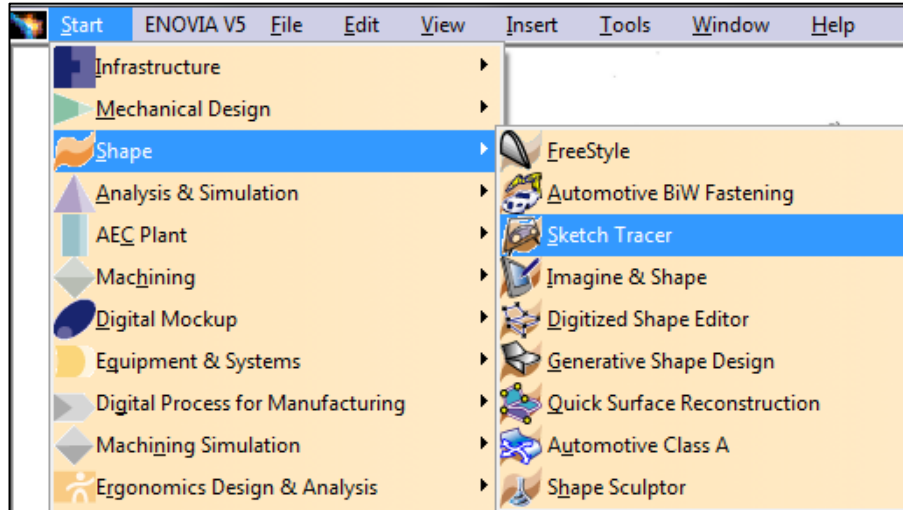 Start ENOVIA V5 File Edit View Insert Tools Window Help
Infrastructure
Mechanical Design
Shape
Analysis & Simulation
AEC Plant
Machining
Digital Mockup
Equipment & Systems
Digital Process for Manufacturing
Machining Simulation
Ergonomics Design & Analysis
FreeStyle
Automotive BiW Fastening
Sketch Tracer
Imagine & Shape
Digitized Shape Editor
Generative Shape Design
Quick Surface Reconstruction
Automotive Class A
Shape Sculptor